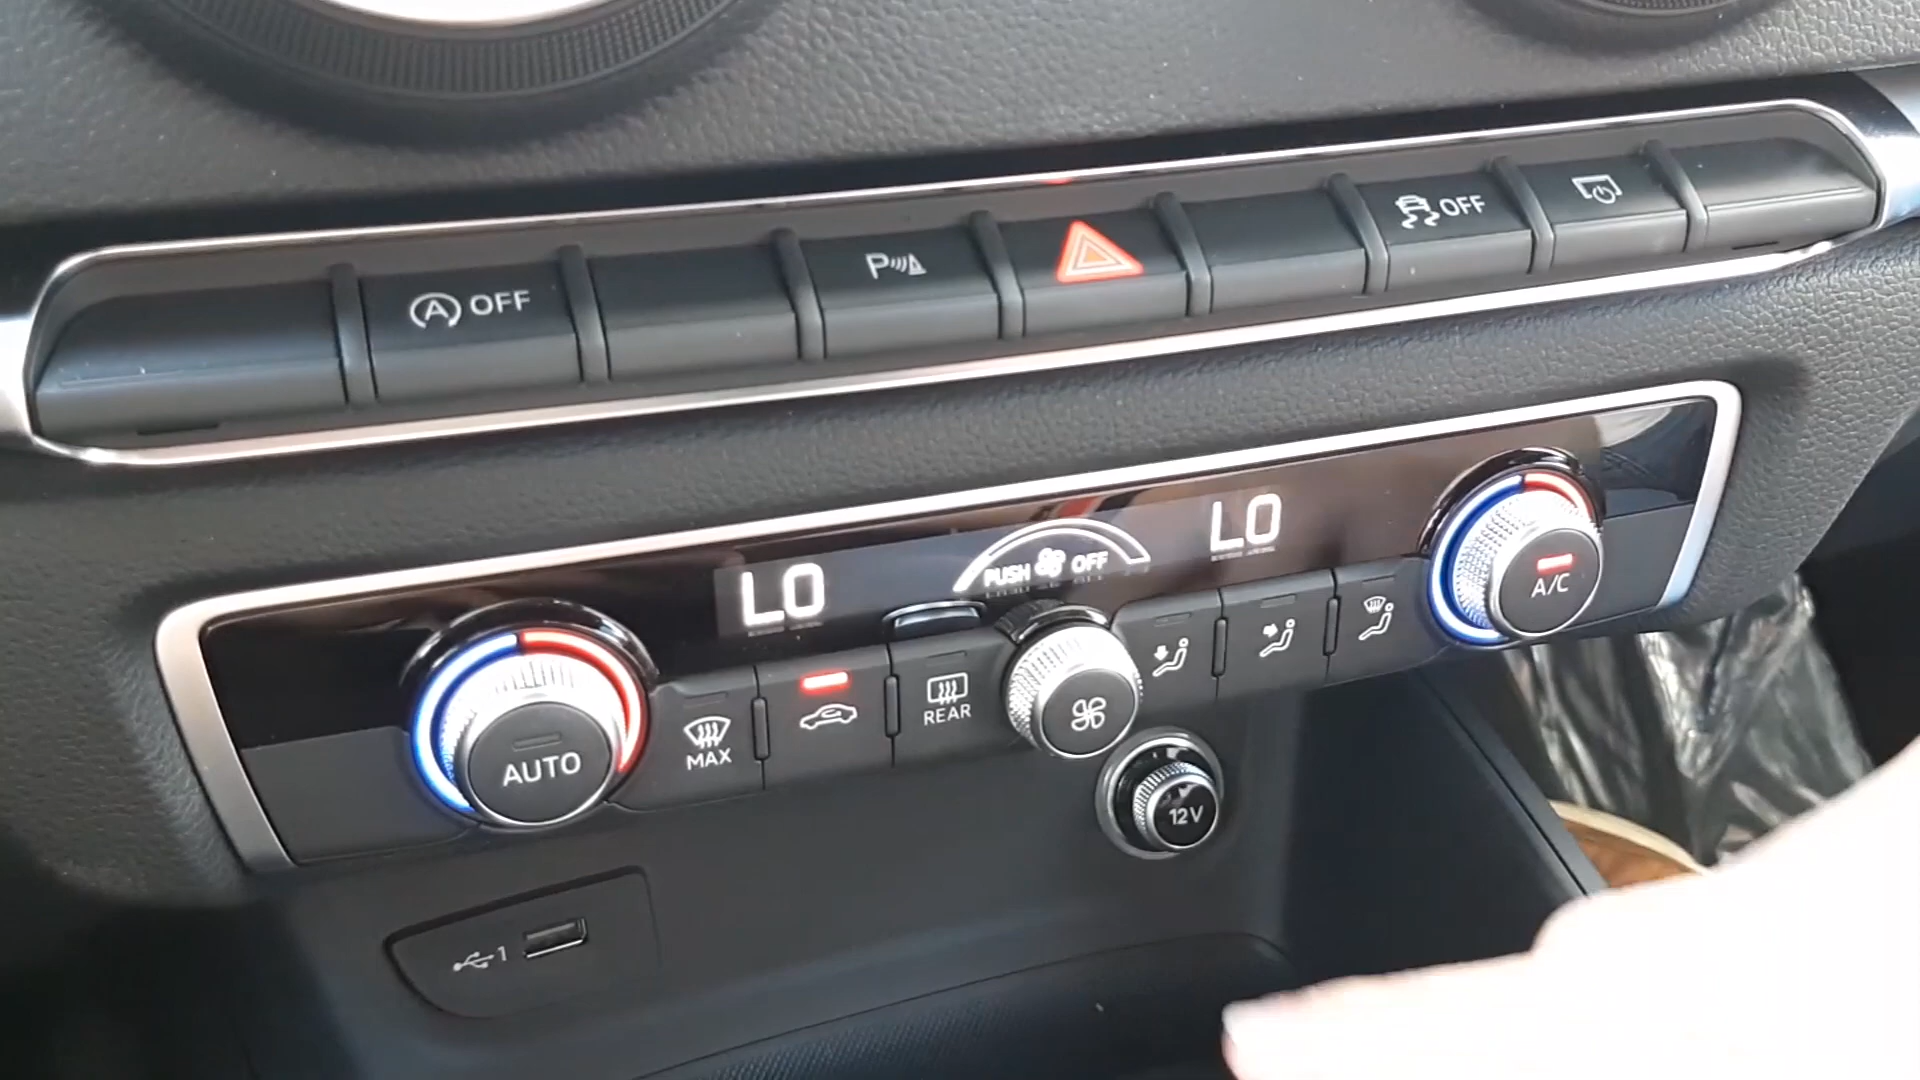 A OFF
P
OFF
LO
PUSH OFF
LO
AUTO
MAX
REAR
A/C
12V
1